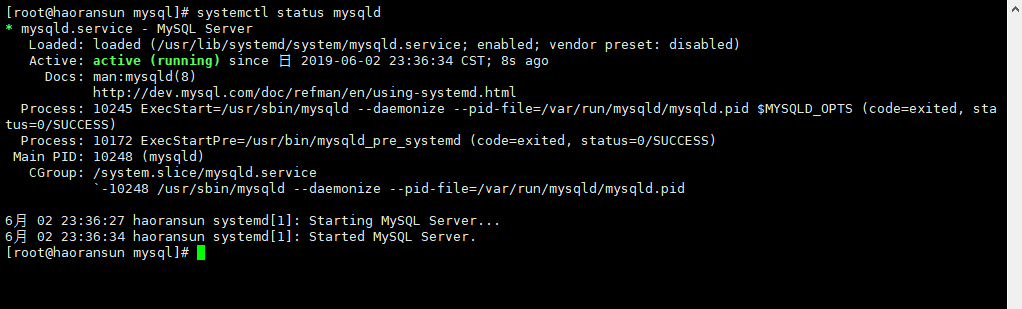 [root@haoransun mysql]# systemctl status mysqld
* mysqld.service - MySQL Server
   Loaded: loaded (/usr/lib/systemd/system/mysqld.service; enabled; vendor preset: disabled)
   Active: active (running) since 日 2019-06-02 23:36:34 CST; 8s ago
     Docs: man:mysqld(8)
           http://dev.mysql.com/doc/refman/en/using-systemd.html
  Process: 10245 ExecStart=/usr/sbin/mysqld --daemonize --pid-file=/var/run/mysqld/mysqld.pid $MYSQLD_OPTS (code=exited, sta
tus=0/SUCCESS)
  Process: 10172 ExecStartPre=/usr/bin/mysqld_pre_systemd (code=exited, status=0/SUCCESS)
 Main PID: 10248 (mysqld)
   CGroup: /system.slice/mysqld.service
           `-10248 /usr/sbin/mysqld --daemonize --pid-file=/var/run/mysqld/mysqld.pid

6月 02 23:36:27 haoransun systemd[1]: Starting MySQL Server...
6月 02 23:36:34 haoransun systemd[1]: Started MySQL Server.
[root@haoransun mysql]#